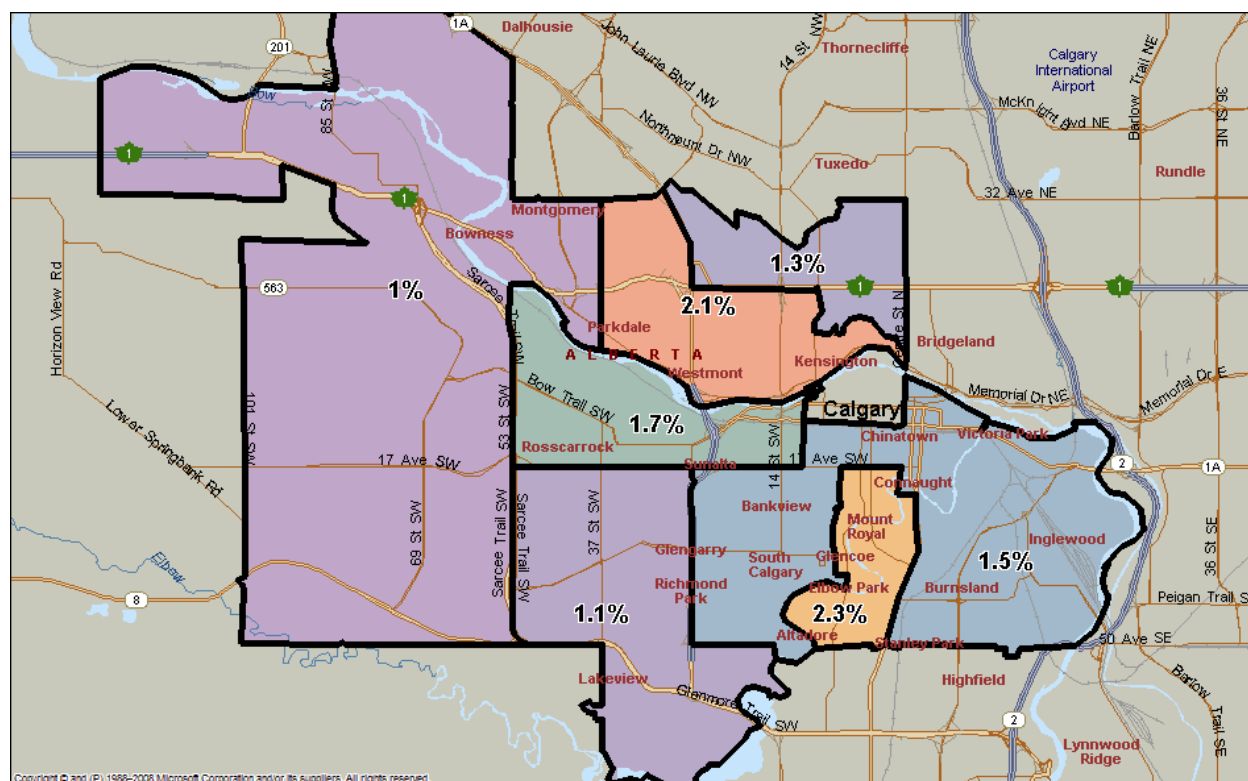 1A
Dalhousie
John Laurie Blvd NW
14 St NW
Thorncliffe
Calgary
International
Airport
Barlow Trail NE
36 St NE
201
85 St SW
Bow
McKnight Blvd NE
Northmount Dr NW
Tuxedo
Rundle
1
32 Ave NE
1
Montgomery
Bowness
Horizon View Rd
563
1%
Sarcee
Trail SW
1.3%
1
1
2.1%
Parkdale
Centre St N
Bridgeland
ALBERTA
Westmont
Kensington
Memorial Dr NE
Memorial Dr E
Lower Springbank Rd
101 St SW
53 St SW
Bow Trail SW
Calgary
1.7%
Rosscarrock
Chinatown
Victoria Park
17 Ave SW
Sunalta
14 St SW
17 Ave SW
2
1A
Connaught
69 St SW
Sarcee Trail SW
Sarcee Trail SW
37 St SW
Bankview
Mount
Royal
Inglewood
36 St SE
Glengarry
South
Calgary
Glencoe
1.5%
Elbow
Richmond
Park
Elbow Park
Burnsland
8
1.1%
2.3%
Peigan Trail S
Altadore
Stanley Park
50 Ave SE
Lakeview
Glenmore Trail SW
Highfield
Barlow
Trail SE
2
Lynnwood
Ridge
Copyright © and (P) 1988–2008 Microsoft Corporation and/or its suppliers. All rights reserved.